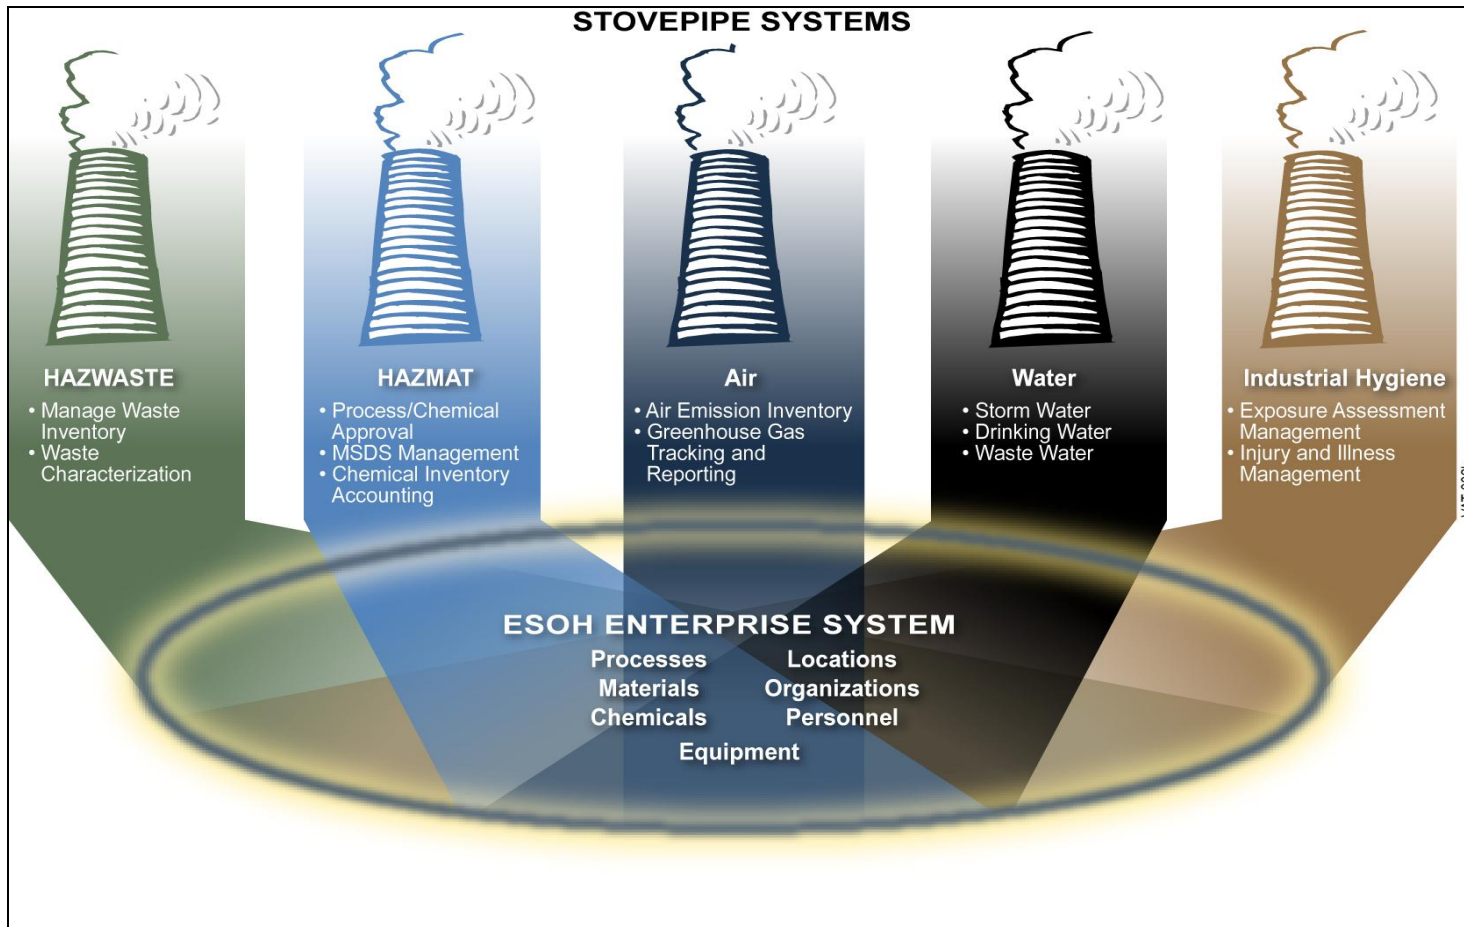 STOVEPIPE SYSTEMS
HAZWASTE
• Manage Waste
Inventory
• Waste
Characterization
HAZMAT
• Process/Chemical
Approval
• MSDS Management
• Chemical Inventory
Accounting
Air
• Air Emission Inventory
• Greenhouse Gas
Tracking and
Reporting
Water
• Storm Water
• Drinking Water
• Waste Water
Industrial Hygiene
• Exposure Assessment
Management
• Injury and Illness
Management
ESOH ENTERPRISE SYSTEM
Processes
Locations
Materials
Organizations
Chemicals
Personnel
Equipment